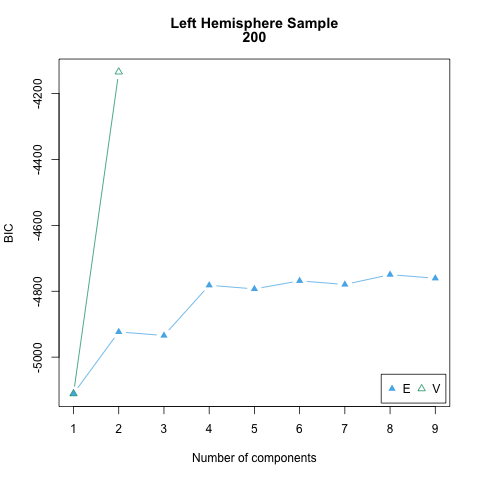 Left Hemisphere Sample
200
BIC
-4200
-4400
-4600
-4800
-5000
E V
1 2 3 4 5 6 7 8 9
Number of components